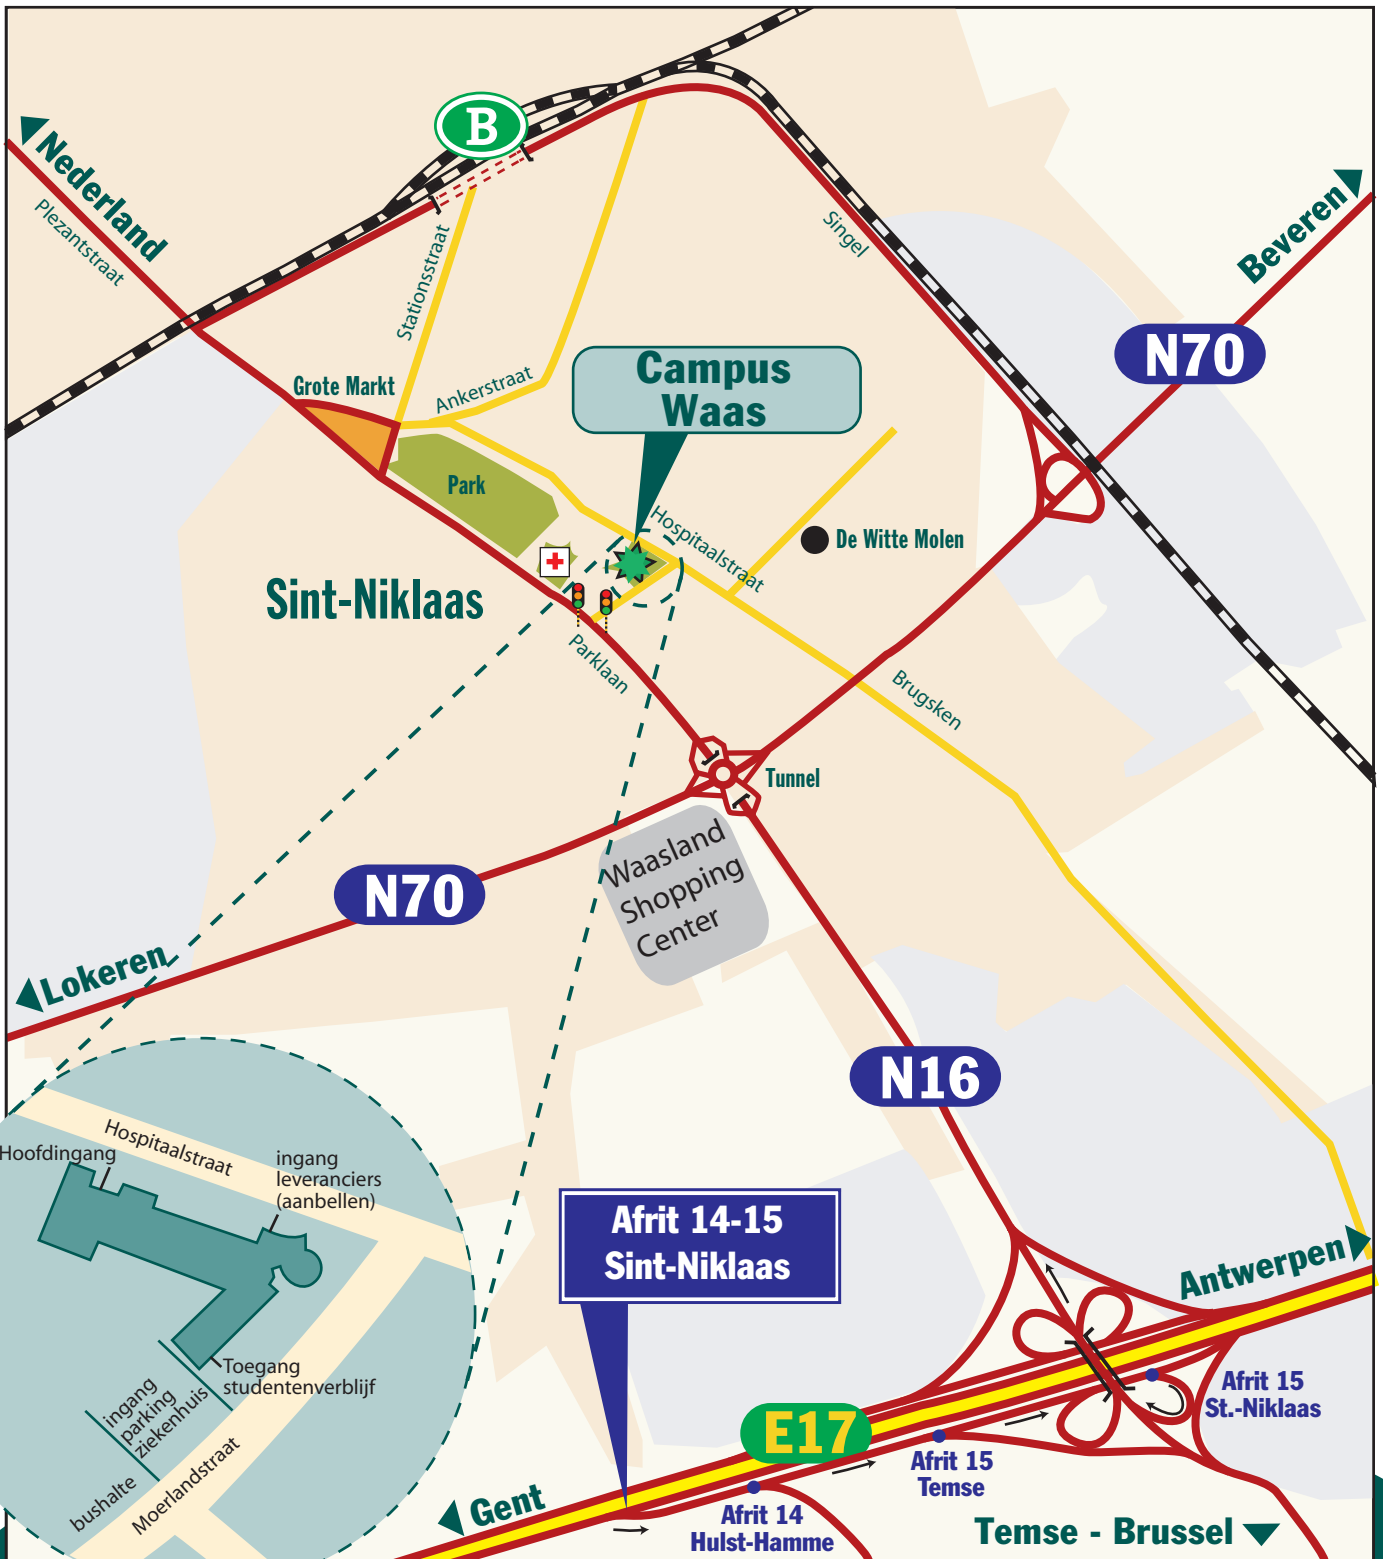 B
Nederland
Plezantstraat
Stationsstraat
Singel
Beveren
N70
Grote Markt
Ankerstraat
Campus
Waas
Park
Hospitaalstraat
De Witte Molen
Sint-Niklaas
Parklaan
Brugsken
Tunnel
Waasland
Shopping
Center
N70
Lokeren
N16
Hospitaalstraat
Hoofdingang
ingang
leveranciers
(aanbellen)
Toegang
studentenverblijf
ingang
parking
ziekenhuis
bushalte
Moerlandstraat
Afrit 14-15
Sint-Niklaas
Antwerpen
Afrit 15
St.-Niklaas
E17
Afrit 15
Temse
Gent
Afrit 14
Hulst-Hamme
Temse - Brussel